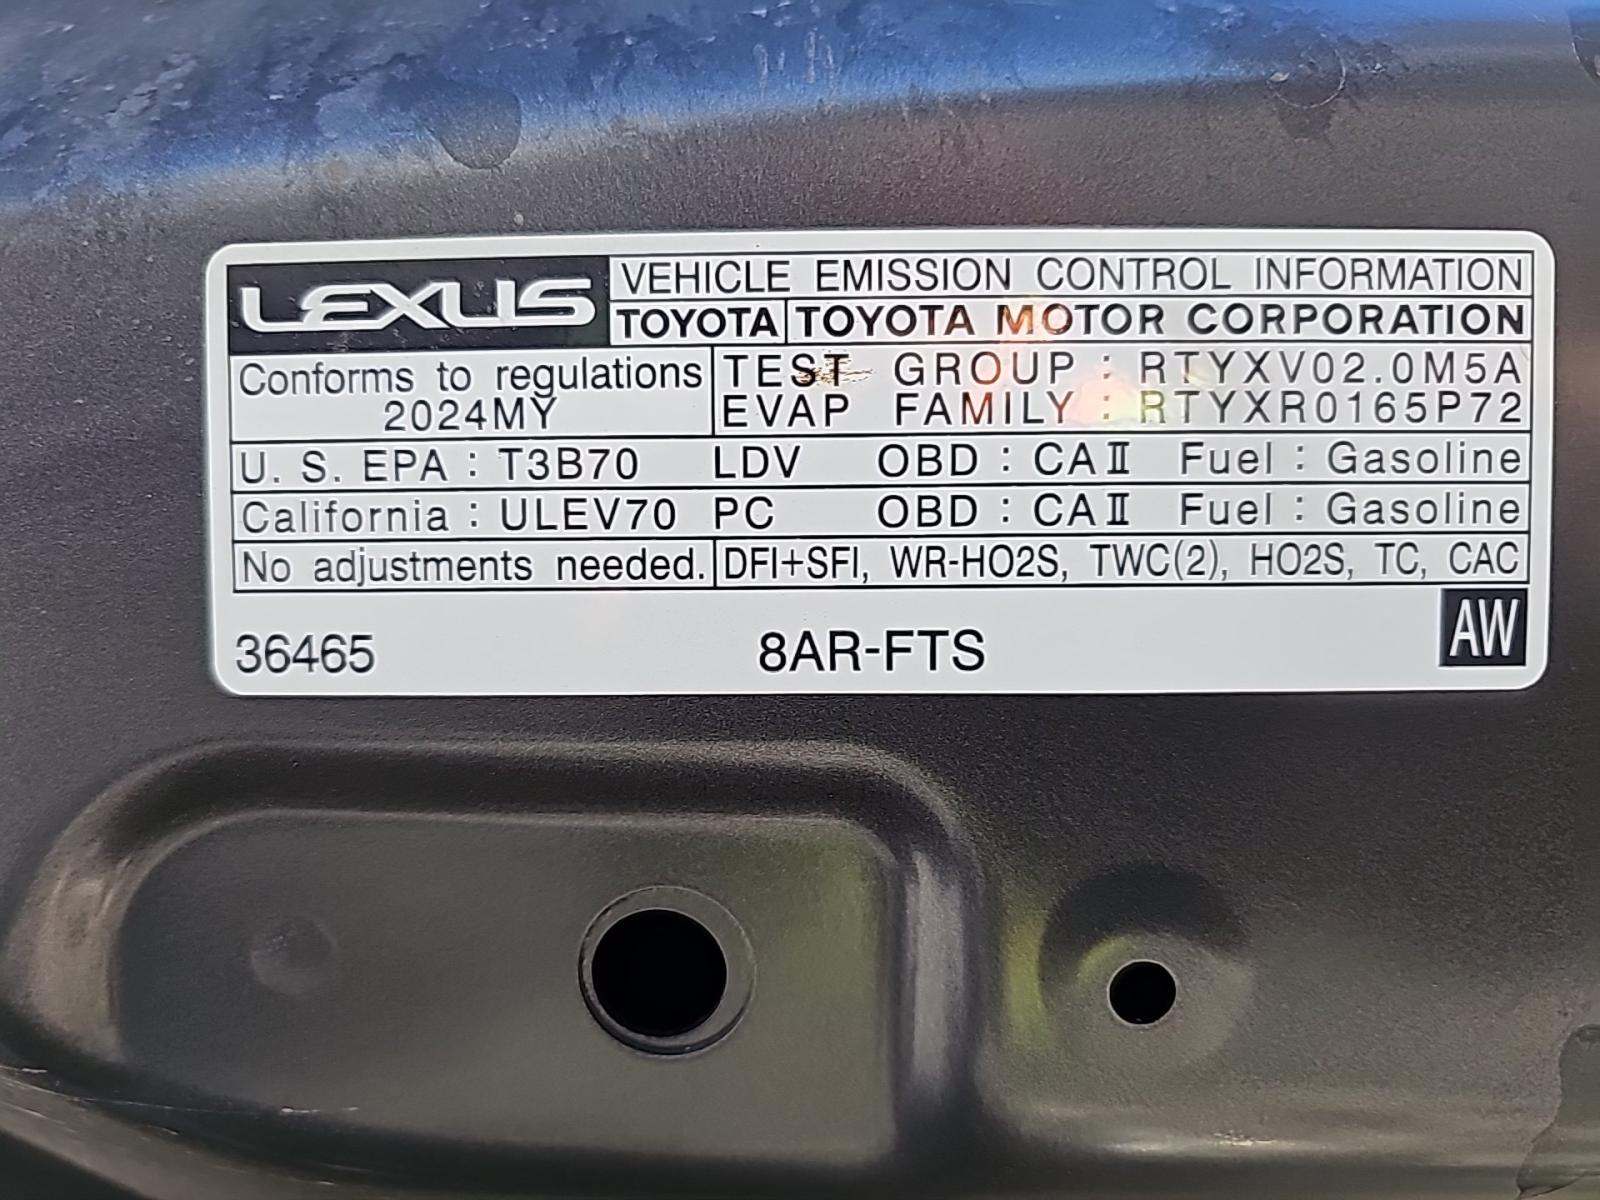 LEXUS VEHICLE EMISSION CONTROL INFORMATION
TOYOTA TOYOTA MOTOR CORPORATION
Conforms to regulations
2024MY
TEST GROUP : RTYXV02.0M5A
EVAP FAMILY : RTYXR0165P72
U. S. EPA : T3B70 LDV OBD : CAⅡ Fuel : Gasoline
California : ULEV70 PC OBD : CAⅡ Fuel : Gasoline
No adjustments needed. DFI+SFI, WR-HO2S, TWC(2), HO2S, TC, CAC
36465 8AR-FTS AW